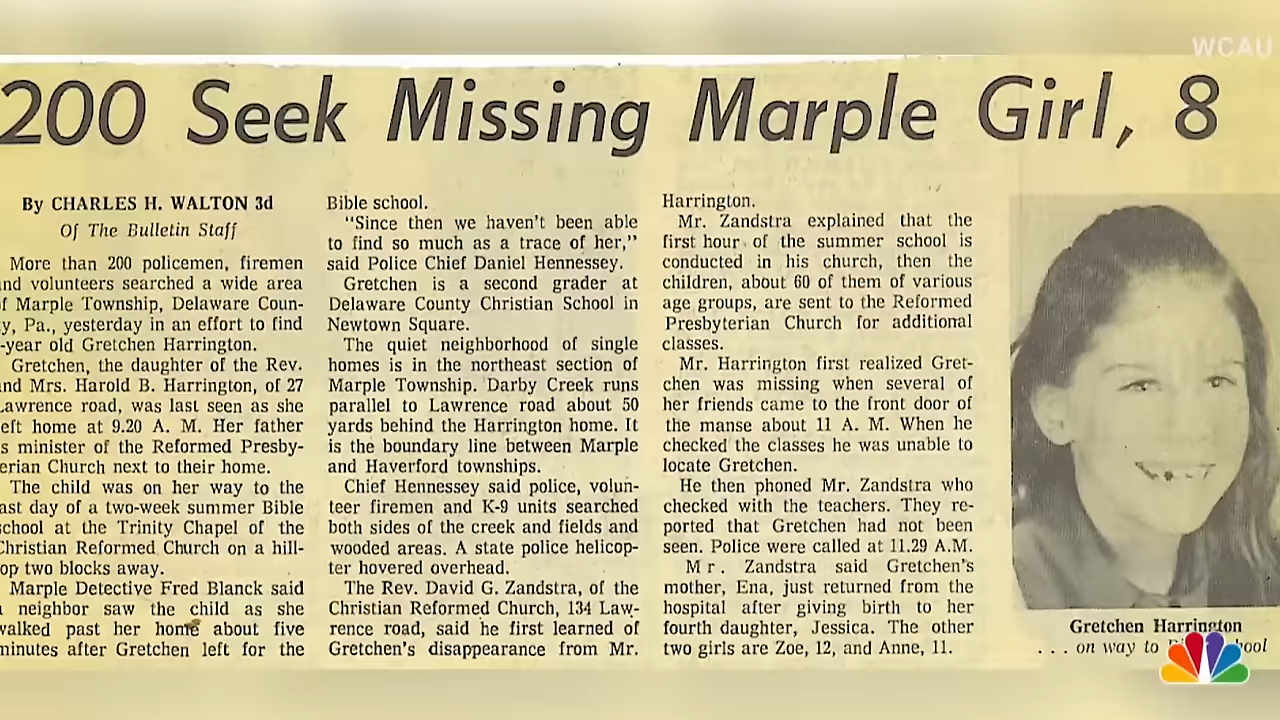 WCAU
200 Seek Missing Marple Girl, 8
By CHARLES H. WALTON 3d
Of The Bulletin Staff
More than 200 policemen, firemen
nd volunteers searched a wide area
f Marple Township, Delaware Coun-
y, Pa., yesterday in an effort to find
-year old Gretchen Harrington.
Gretchen, the daughter of the Rev.
nd Mrs. Harold B. Harrington, of 27
Lawrence road, was last seen as she
eft home at 9.20 A. M. Her father
s minister of the Reformed Presby-
erian Church next to their home.
The child was on her way to the
ast day of a two-week summer Bible
school at the Trinity Chapel of the
Christian Reformed Church on a hill-
op two blocks away.
Marple Detective Fred Blanck said
a neighbor saw the child as she
walked past her home about five
minutes after Gretchen left for the
Bible school.
"Since then we haven't been able
to find so much as a trace of her,"
said Police Chief Daniel Hennessey.
Gretchen is a second grader at
Delaware County Christian School in
Newtown Square.
The quiet neighborhood of single
homes is in the northeast section of
Marple Township. Darby Creek runs
parallel to Lawrence road about 50
yards behind the Harrington home. It
is the boundary line between Marple
and Haverford townships.
Chief Hennessey said police, volun-
teer firemen and K-9 units searched
both sides of the creek and fields and
wooded areas. A state police helicop-
ter hovered overhead.
The Rev. David G. Zandstra, of the
Christian Reformed Church, 134 Law-
rence road, said he first learned of
Gretchen's disappearance from Mr.
Harrington.
Mr. Zandstra explained that the
first hour of the summer school is
conducted in his church, then the
children, about 60 of them of various
age groups, are sent to the Reformed
Presbyterian Church for additional
classes.
Mr. Harrington first realized Gret-
chen was missing when several of
her friends came to the front door of
the manse about 11 A. M. When he
checked the classes he was unable to
locate Gretchen.
He then phoned Mr. Zandstra who
checked with the teachers. They re-
ported that Gretchen had not been
seen. Police were called at 11.29 A.M.
Mr. Zandstra said Gretchen's
mother, Ena, just returned from the
hospital after giving birth to her
fourth daughter, Jessica. The other
two girls are Zoe, 12, and Anne, 11.
Gretchen Harrington
. . . on way to